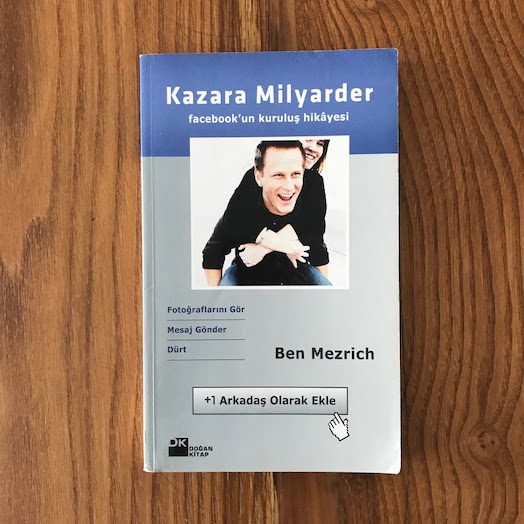 Kazara Milyarder
facebook'un kuruluş hikâyesi
Fotoğraflarını Gör
Mesaj Gönder
Dürt
Ben Mezrich
+1 Arkadaş Olarak Ekle
DK
DOĞAN
KİTAP